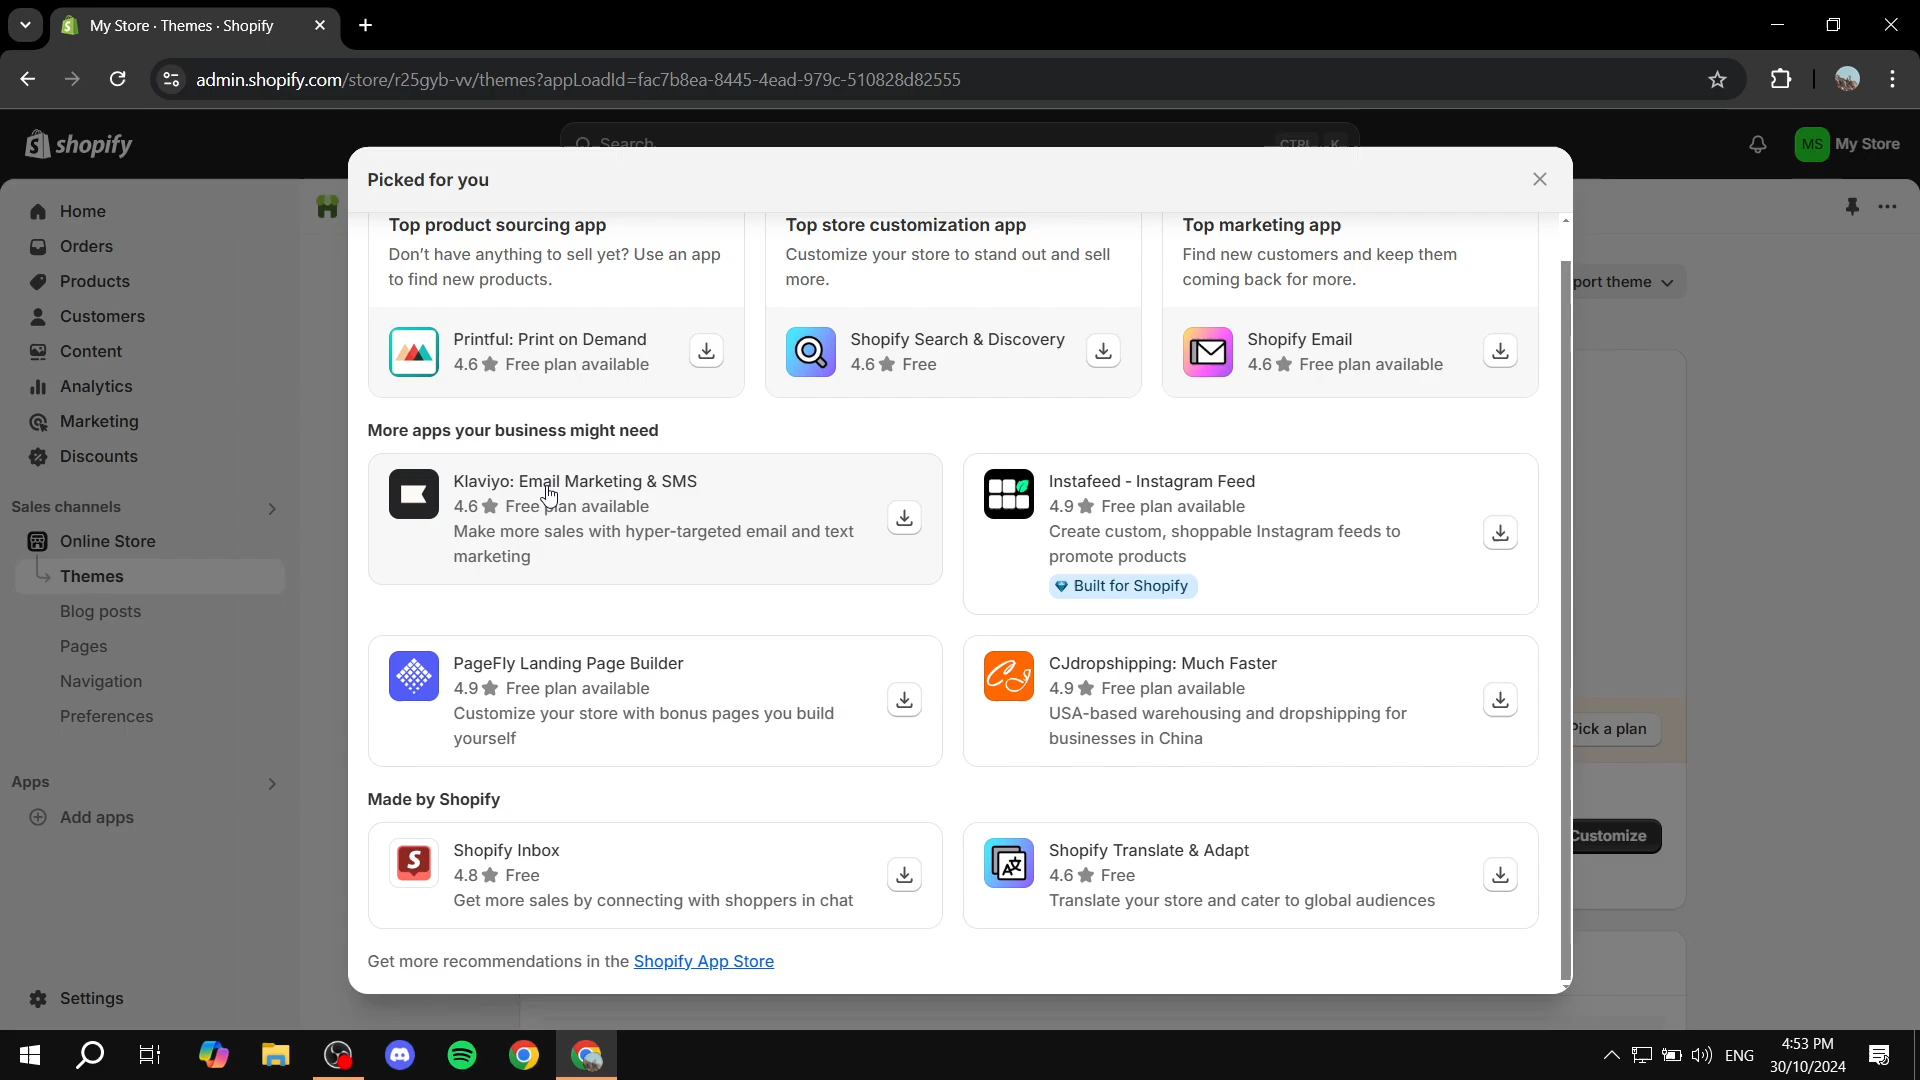 My Store · Themes · Shopify
admin.shopify.com/store/r25gyb-vv/themes?appLoadId=fac7b8ea-8445-4ead-979c-510828d82555
shopify
Search
CTRL K
MS My Store
Home
Orders
Products
Customers
Content
Analytics
Marketing
Discounts
Sales channels
Online Store
Themes
Blog posts
Pages
Navigation
Preferences
Apps
Add apps
Settings
Picked for you
Top product sourcing app
Don't have anything to sell yet? Use an app
to find new products.
Printful: Print on Demand
4.6 ★ Free plan available
Top store customization app
Customize your store to stand out and sell
more.
Shopify Search & Discovery
4.6 ★ Free
Top marketing app
Find new customers and keep them
coming back for more.
Shopify Email
4.6 ★ Free plan available
More apps your business might need
Klaviyo: Email Marketing & SMS
4.6 ★ Free plan available
Make more sales with hyper-targeted email and text
marketing
Instafeed - Instagram Feed
4.9 ★ Free plan available
Create custom, shoppable Instagram feeds to
promote products
Built for Shopify
PageFly Landing Page Builder
4.9 ★ Free plan available
Customize your store with bonus pages you build
yourself
CJdropshipping: Much Faster
4.9 ★ Free plan available
USA-based warehousing and dropshipping for
businesses in China
Made by Shopify
Shopify Inbox
4.8 ★ Free
Get more sales by connecting with shoppers in chat
Shopify Translate & Adapt
4.6 ★ Free
Translate your store and cater to global audiences
Get more recommendations in the Shopify App Store
port theme
Pick a plan
Customize
ENG
4:53 PM
30/10/2024